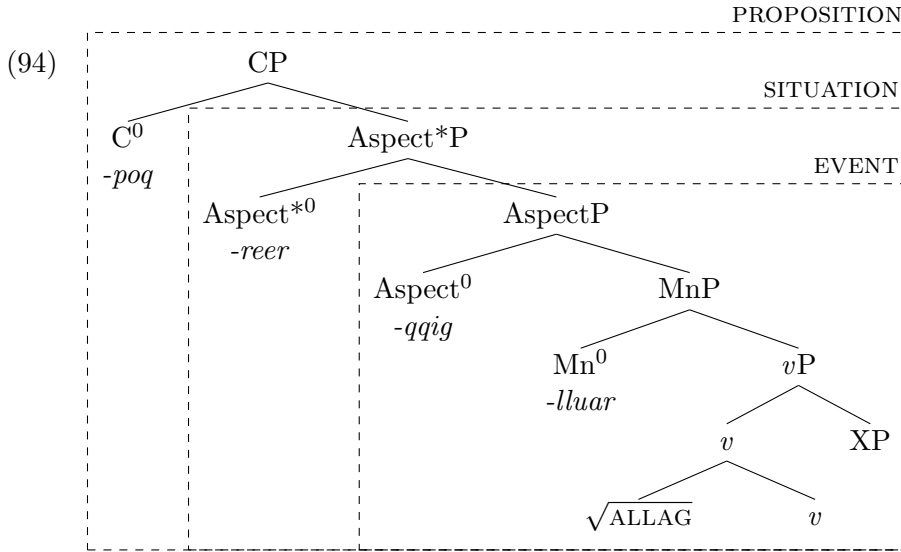 PROPOSITION
(94) CP
SITUATION
C⁰ Aspect*P
-poq
EVENT
Aspect*⁰ AspectP
-reer
Aspect⁰ MnP
-qqig
Mn⁰ vP
-lluar
v XP
√ALLAG v